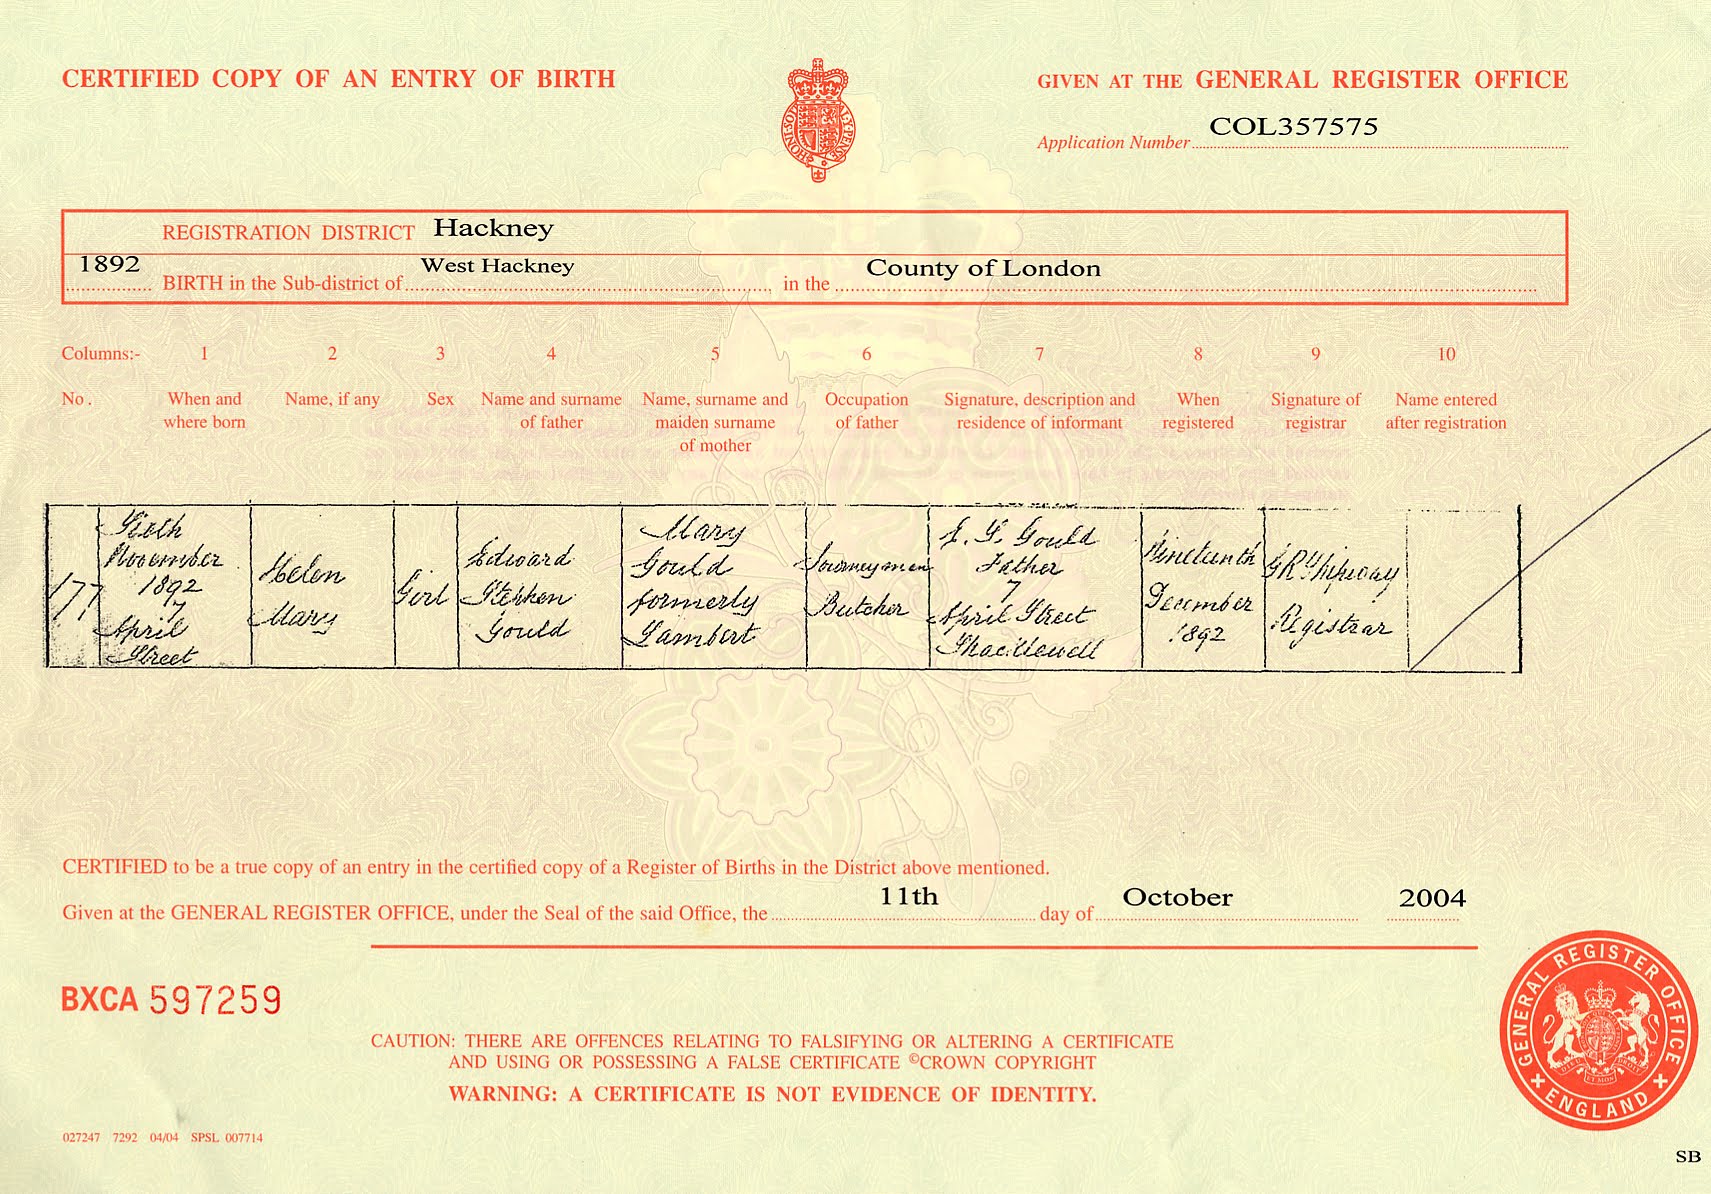 CERTIFIED COPY OF AN ENTRY OF BIRTH
GIVEN AT THE GENERAL REGISTER OFFICE
HONI SOIT Y PENSE
Application Number COL357575
REGISTRATION DISTRICT Hackney
1892 BIRTH in the Sub-district of West Hackney in the County of London
Columns:- 1 2 3 4 5 6 7 8 9 10
No. When and where born
Name, if any
Sex
Name and surname of father
Name, surname and maiden surname of mother
Occupation of father
Signature, description and residence of informant
When registered
Signature of registrar
Name entered after registration
177
Sixth
November
1892
7
April
Street
Helen
Mary
Girl
Edward
Stephen
Gould
Mary
Gould
formerly
Lambert
Journeyman
Butcher
E. S. Gould
Father
7
April Street
Shacklewell
Nineteenth
December
1892
Registrar
CERTIFIED to be a true copy of an entry in the certified copy of a Register of Births in the District above mentioned.
Given at the GENERAL REGISTER OFFICE, under the Seal of the said Office, the 11th day of October 2004
BXCA 597259
CAUTION: THERE ARE OFFENCES RELATING TO FALSIFYING OR ALTERING A CERTIFICATE
AND USING OR POSSESSING A FALSE CERTIFICATE ©CROWN COPYRIGHT
WARNING: A CERTIFICATE IS NOT EVIDENCE OF IDENTITY.
GENERAL REGISTER OFFICE
ENGLAND
027247 7292 04/04 SPSL 007714
SB